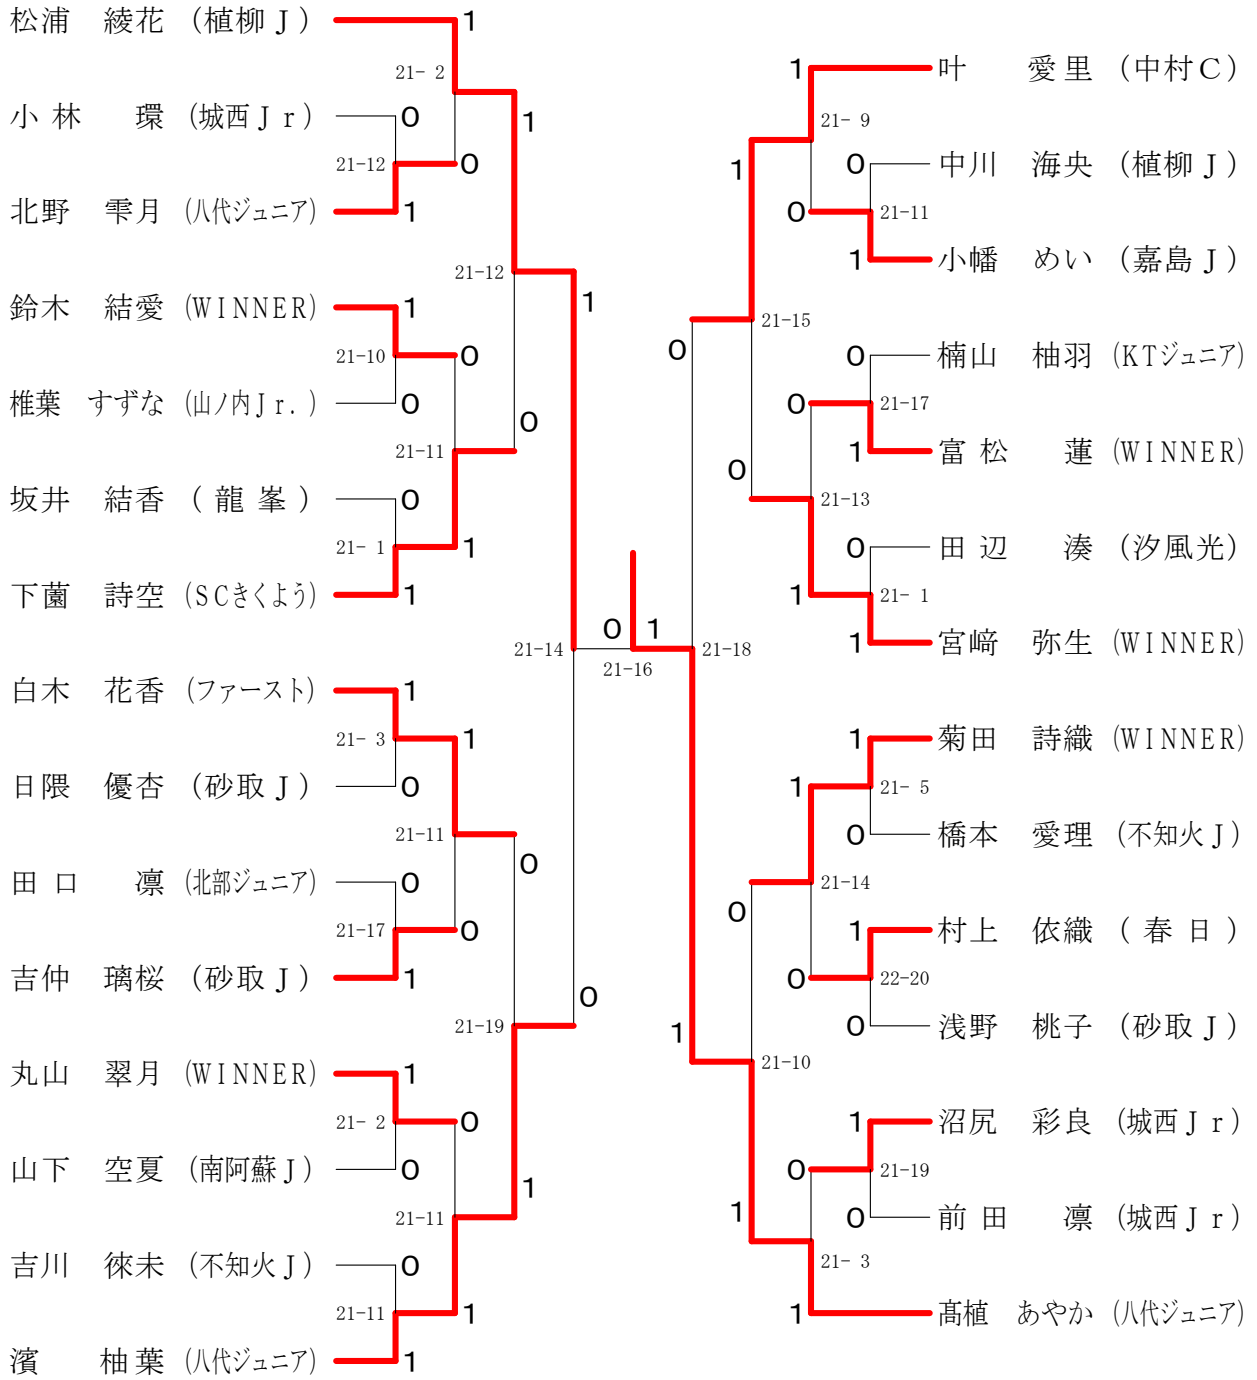 松浦 綾花 (植柳Ｊ) 1
21- 2
小林 環 (城西Ｊｒ) 0
1
21-12 0
北野 雫月 (八代ジュニア) 1
21-12
鈴木 結愛 (WINNER) 1
1
21-10 0
椎葉 すずな (山ノ内Jr.) 0
0
21-11
坂井 結香 (龍峯) 0
21- 1 1
下薗 詩空 (SCきくよう) 1
21-14
白木 花香 (ファースト) 1
21- 3 1
日隈 優杏 (砂取Ｊ) 0
21-11
0
田口 凛 (北部ジュニア) 0
21-17 0
吉仲 璃桜 (砂取Ｊ) 1
0
21-19
丸山 翠月 (WINNER) 1
21- 2 0
山下 空夏 (南阿蘇Ｊ) 0
1
21-11
吉川 徠未 (不知火Ｊ) 0
21-11 1
濱 柚葉 (八代ジュニア) 1
0 1
21-16
1 叶 愛里 (中村Ｃ)
21- 9
0 中川 海央 (植柳Ｊ)
1
0 21-11
1 小幡 めい (嘉島Ｊ)
21-15
0
0 楠山 柚羽 (KTジュニア)
0 21-17
1 富松 蓮 (WINNER)
0
21-13
0 田辺 湊 (汐風光)
1 21- 1
1 宮﨑 弥生 (WINNER)
21-18
1 菊田 詩織 (WINNER)
1 21- 5
0 橋本 愛理 (不知火Ｊ)
21-14
0
1 村上 依織 (春日)
0 22-20
0 浅野 桃子 (砂取Ｊ)
1
21-10
1 沼尻 彩良 (城西Ｊｒ)
0 21-19
1
0 前田 凛 (城西Ｊｒ)
21- 3
1 髙植 あやか (八代ジュニア)